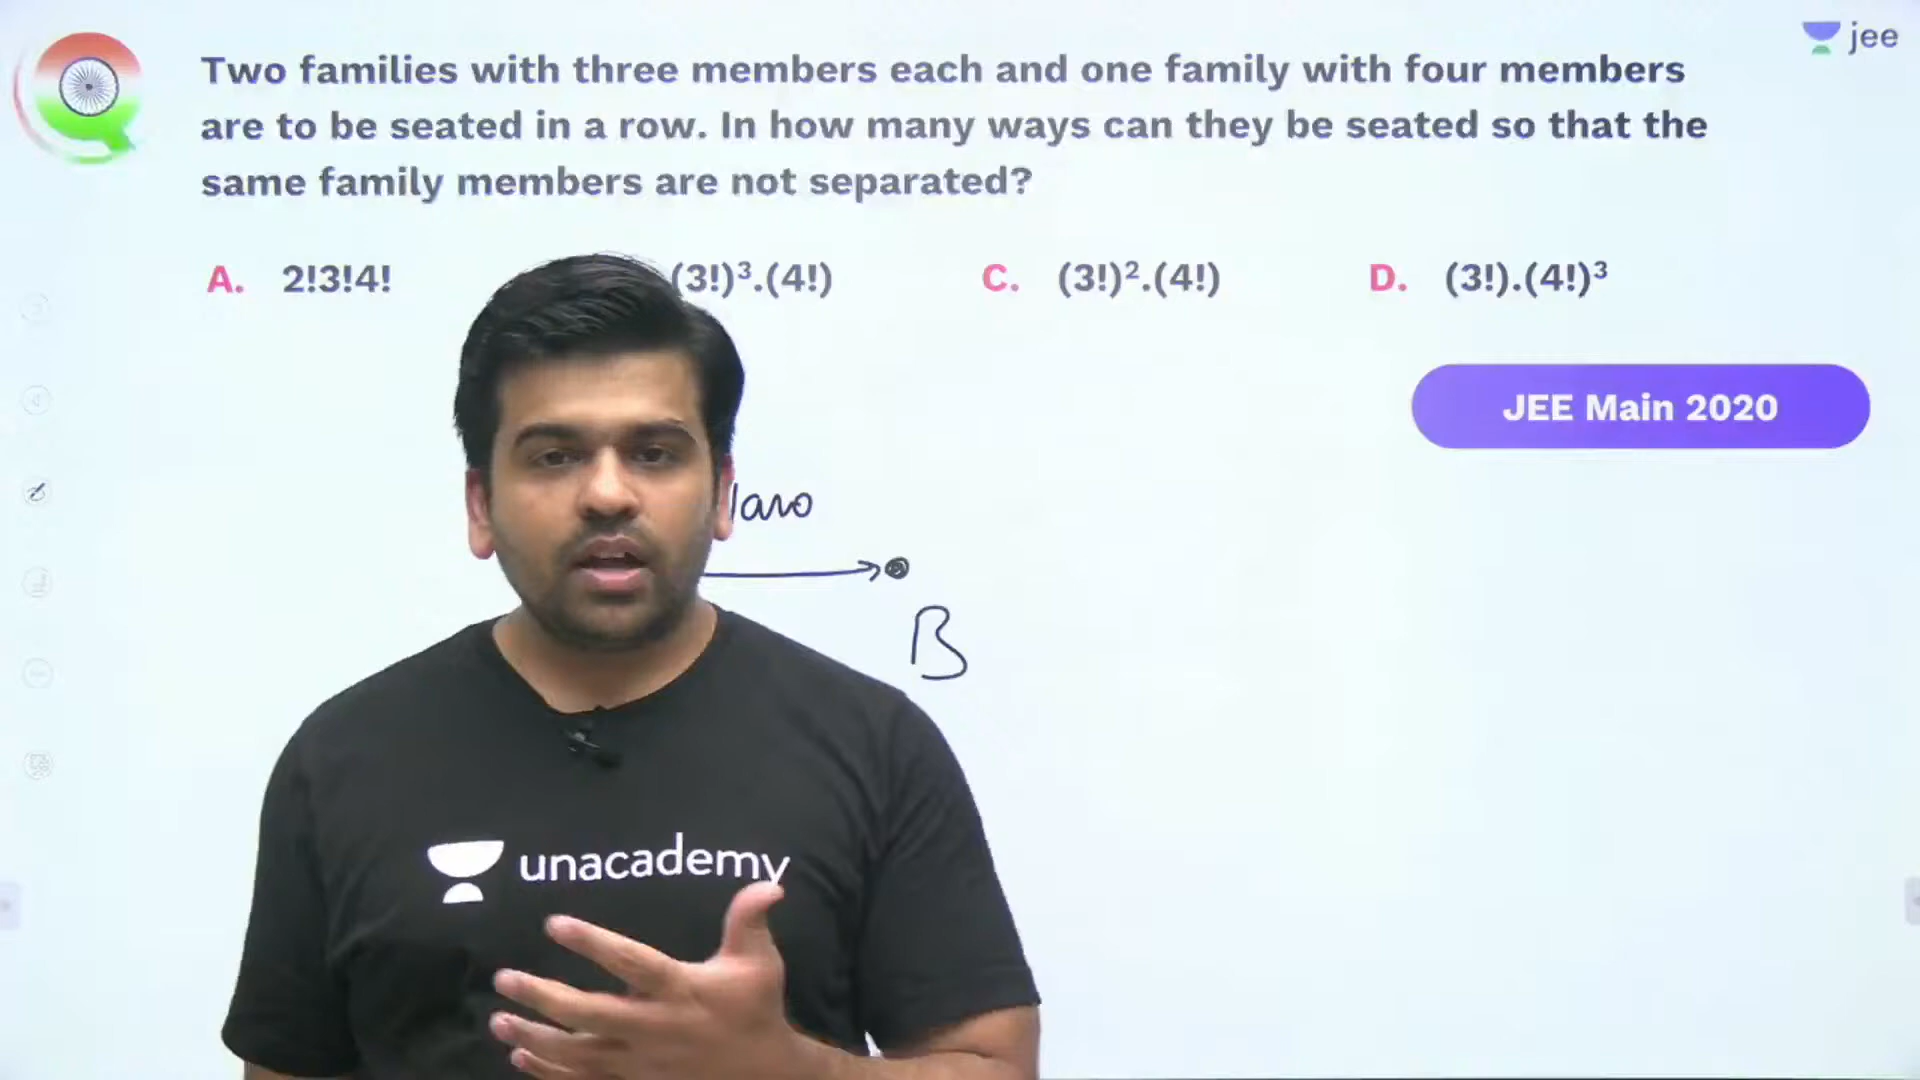 jee
Two families with three members each and one family with four members
are to be seated in a row. In how many ways can they be seated so that the
same family members are not separated?
A. 2!3!4! (3!)³.(4!) C. (3!)².(4!) D. (3!).(4!)³
JEE Main 2020
B
unacademy